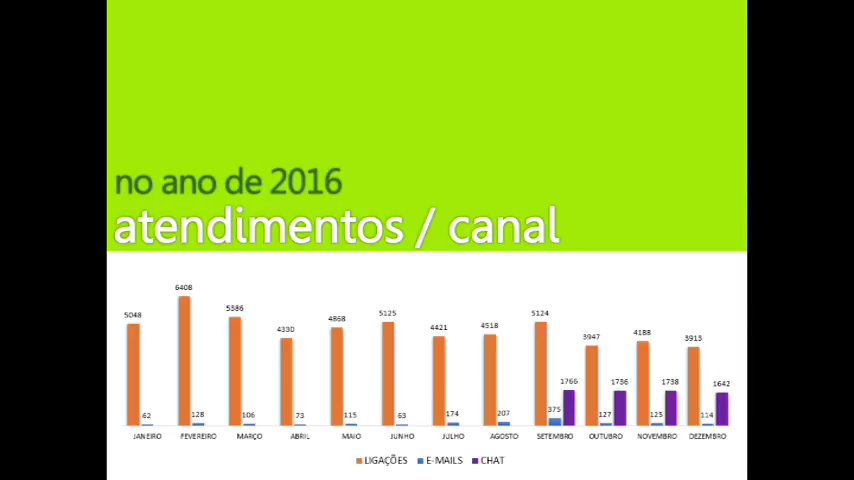 no ano de 2016
atendimentos / canal
5048 6408 5386 4330 4868 5125 4421 4518 5124 3947 4188 3913
1766 1736 1738 1642
62 128 106 73 115 63 174 207 375 127 125 114
JANEIRO FEVEREIRO MARÇO ABRIL MAIO JUNHO JULHO AGOSTO SETEMBRO OUTUBRO NOVEMBRO DEZEMBRO
LIGAÇÕES E-MAILS CHAT